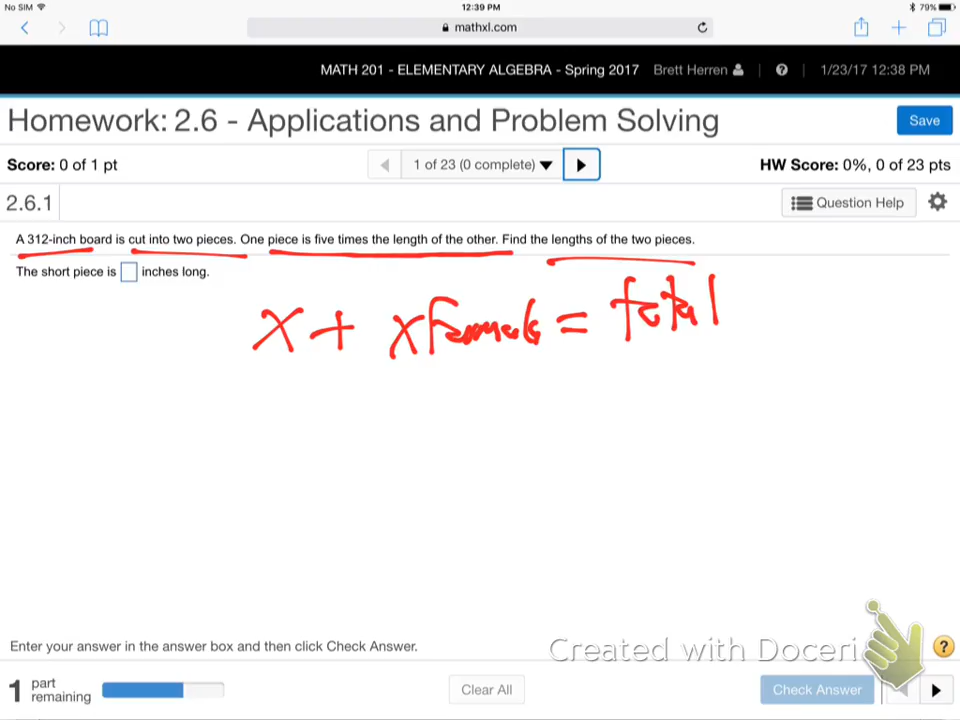 No SIM 12:39 PM 79%
mathxl.com
MATH 201 - ELEMENTARY ALGEBRA - Spring 2017 Brett Herren ? 1/23/17 12:38 PM
Homework: 2.6 - Applications and Problem Solving Save
Score: 0 of 1 pt 1 of 23 (0 complete) HW Score: 0%, 0 of 23 pts
2.6.1 Question Help
A 312-inch board is cut into two pieces. One piece is five times the length of the other. Find the lengths of the two pieces.
The short piece is inches long.
x + x = total
Enter your answer in the answer box and then click Check Answer.
Created with Doceri ?
1 part remaining Clear All Check Answer